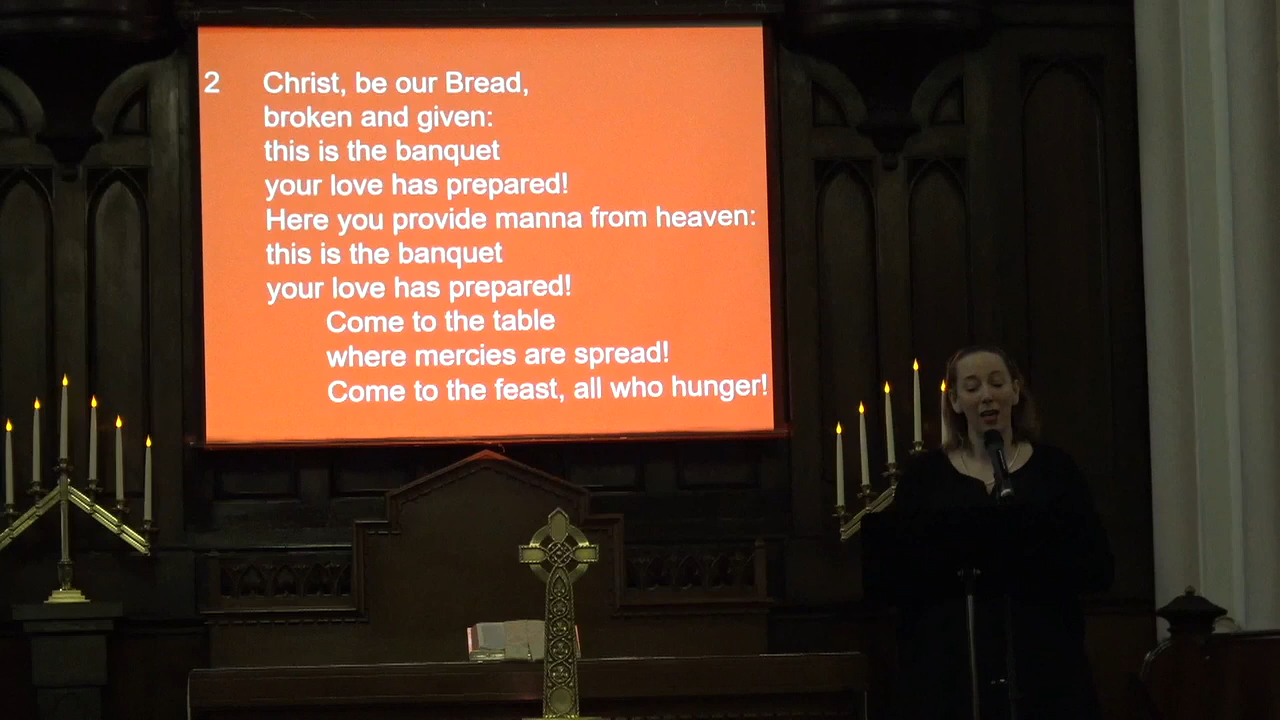 2 Christ, be our Bread,
broken and given:
this is the banquet
your love has prepared!
Here you provide manna from heaven:
this is the banquet
your love has prepared!
Come to the table
where mercies are spread!
Come to the feast, all who hunger!